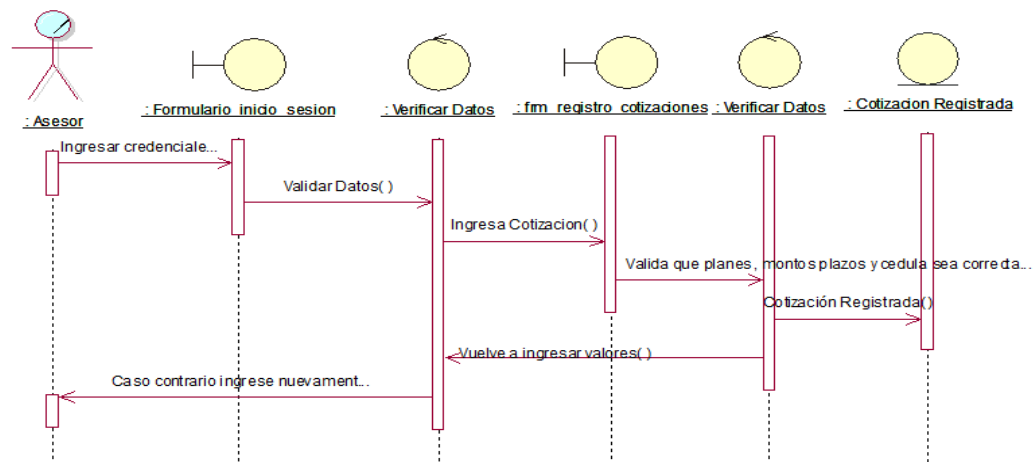 : Asesor
: Formulario_inicio_sesion
: Verificar Datos
: frm_registro_cotizaciones
: Verificar Datos
: Cotizacion Registrada
Ingresar credenciale...
Validar Datos( )
Ingresa Cotizacion( )
Valida que planes, montos plazos y cedula sea correcta...
Cotización Registrada( )
Vuelve a ingresar valores( )
Caso contrario ingrese nuevament...